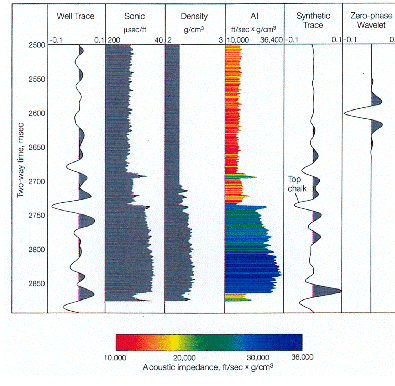 Well Trace Sonic Density AI Synthetic Trace Zero-phase Wavelet
µsec/ft g/cm³ ft/sec x g/cm³
-0.1 0.1 200 40 2 3 10,000 36,400 -0.1 0.1 -0.1
2500
2550
2600
2650
2700
2750
2800
2850
Two-way time, msec
Top chalk
10,000 20,000 30,000 36,000
Acoustic impedance, ft/sec x g/cm³